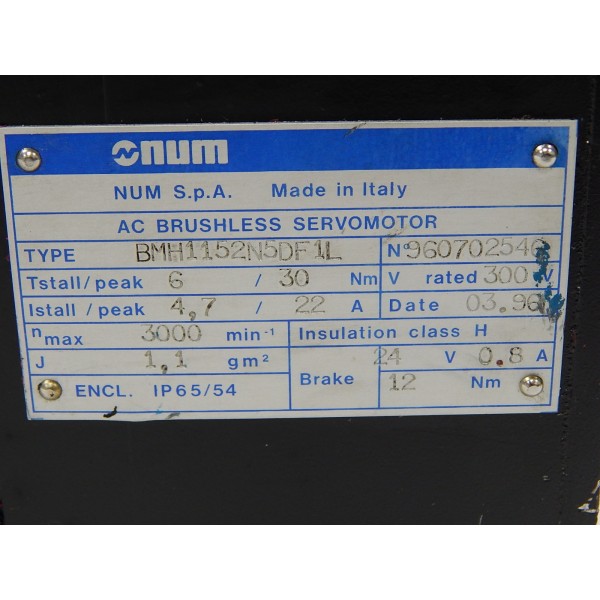 num
NUM S.p.A. Made in Italy
AC BRUSHLESS SERVOMOTOR
TYPE BMH1152N5DF1L N°
Tstall/peak 6 / 30 Nm V rated 300 V
Istall / peak 4,7 / 22 A Date 03.96
nmax 3000 min-1 Insulation class H
J 1,1 gm²
Brake 24 V 0.8 A
ENCL. IP65/54 12 Nm